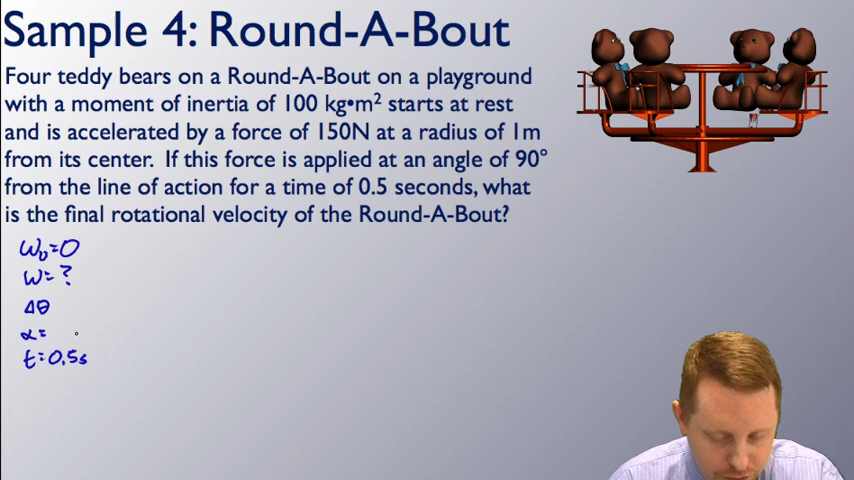 Sample 4: Round-A-Bout
Four teddy bears on a Round-A-Bout on a playground
with a moment of inertia of 100 kg•m² starts at rest
and is accelerated by a force of 150N at a radius of 1m
from its center. If this force is applied at an angle of 90°
from the line of action for a time of 0.5 seconds, what
is the final rotational velocity of the Round-A-Bout?
ω₀=0
ω=?
Δθ
α=
t=0.5s